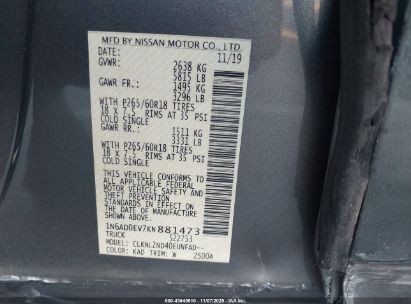 MFD BY NISSAN MOTOR CO., LTD.
DATE: 11/19
GVWR: 2638 KG
5815 LB
GAWR FR: 1495 KG
3296 LB
WITH P265/60R18 TIRES
18 X 7.5 RIMS AT 35 PSI
COLD SINGLE
GAWR RR: 1511 KG
3331 LB
WITH P265/60R18 TIRES
18 X 7.5 RIMS AT 35 PSI
COLD SINGLE
THIS VEHICLE CONFORMS TO ALL
APPLICABLE FEDERAL MOTOR
VEHICLE SAFETY AND
THEFT PREVENTION
STANDARDS IN EFFECT ON THE
DATE OF MANUFACTURE
SHOWN ABOVE.
1N6AD0EV7KN881473
TRUCK 522753
MODEL: CLKNLZND40EUNFAD--
COLOR: KAD TRIM: W 2500A